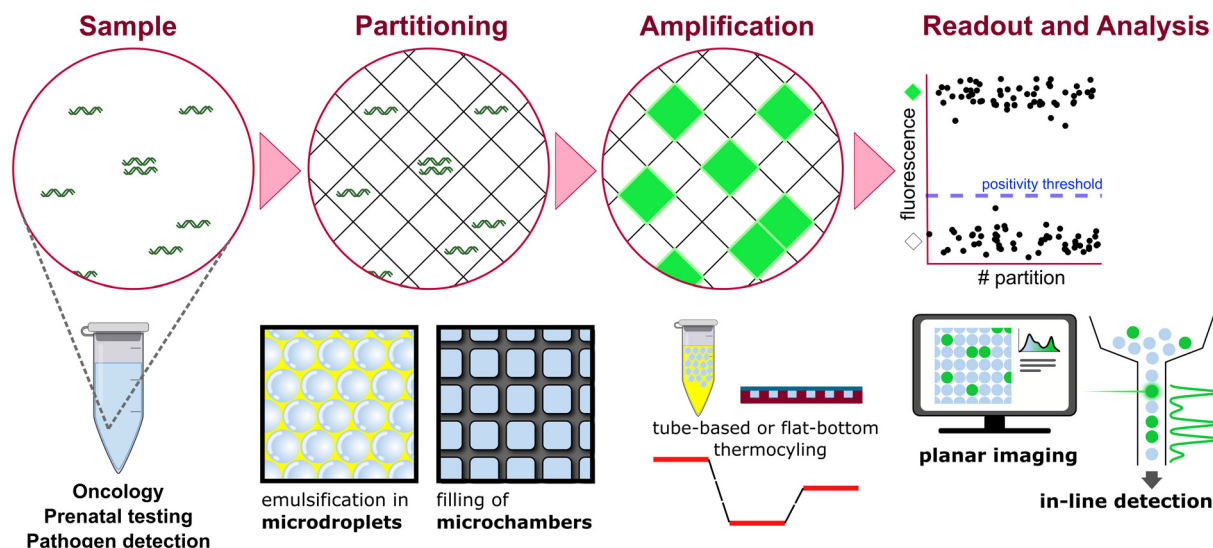 Sample
Partitioning
Amplification
Readout and Analysis
fluorescence
positivity threshold
# partition
Oncology
Prenatal testing
Pathogen detection
emulsification in
microdroplets
filling of
microchambers
tube-based or flat-bottom
thermocyling
planar imaging
in-line detection